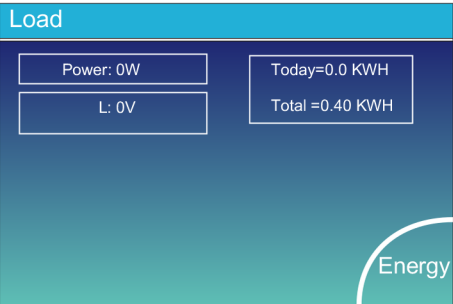 Load
Power: 0W
L: 0V
Today=0.0 KWH
Total =0.40 KWH
Energy